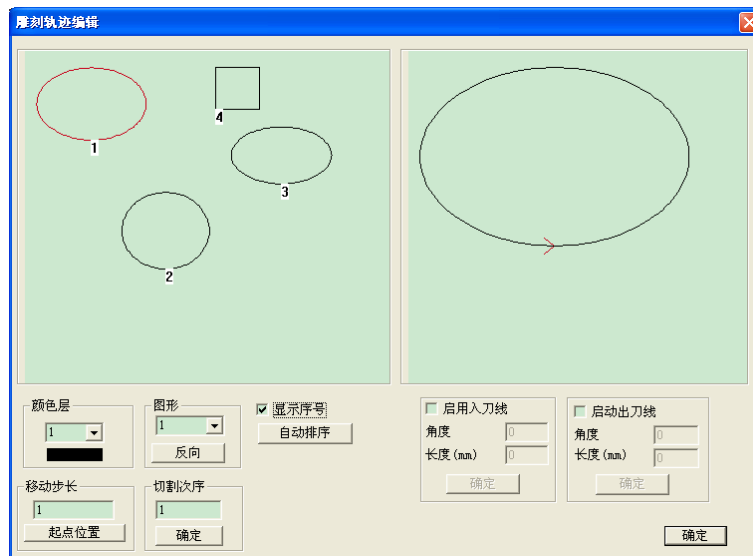 雕刻轨迹编辑
4
1
3
2
颜色层
1
图形
1
反向
显示序号
自动排序
移动步长
1
起点位置
切割次序
1
确定
启用入刀线
角度
0
长度(mm)
0
确定
启动出刀线
角度
0
长度(mm)
0
确定
确定